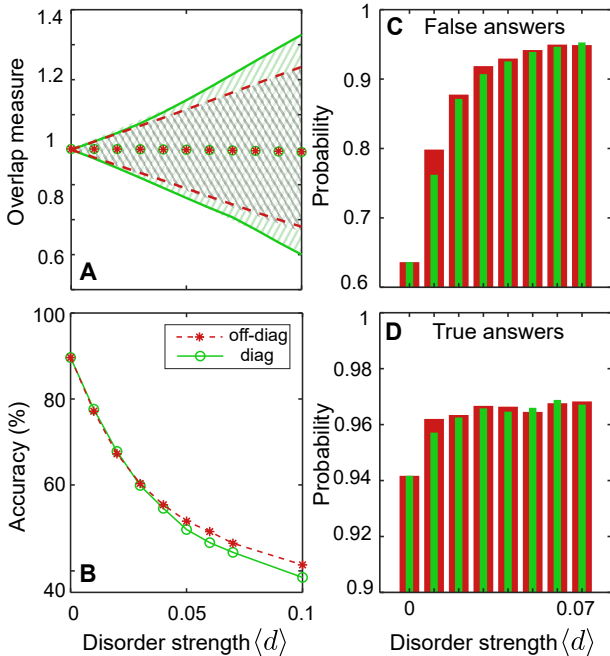 1.4
1.2
1
0.8
0.6
Overlap measure
A
C False answers
1
0.9
0.8
0.7
0.6
Probability
100
80
60
40
Accuracy (%)
off-diag
diag
B
0
0.05
0.1
Disorder strength ⟨d⟩
D True answers
1
0.98
0.96
0.94
0.92
0.9
Probability
0
0.07
Disorder strength ⟨d⟩